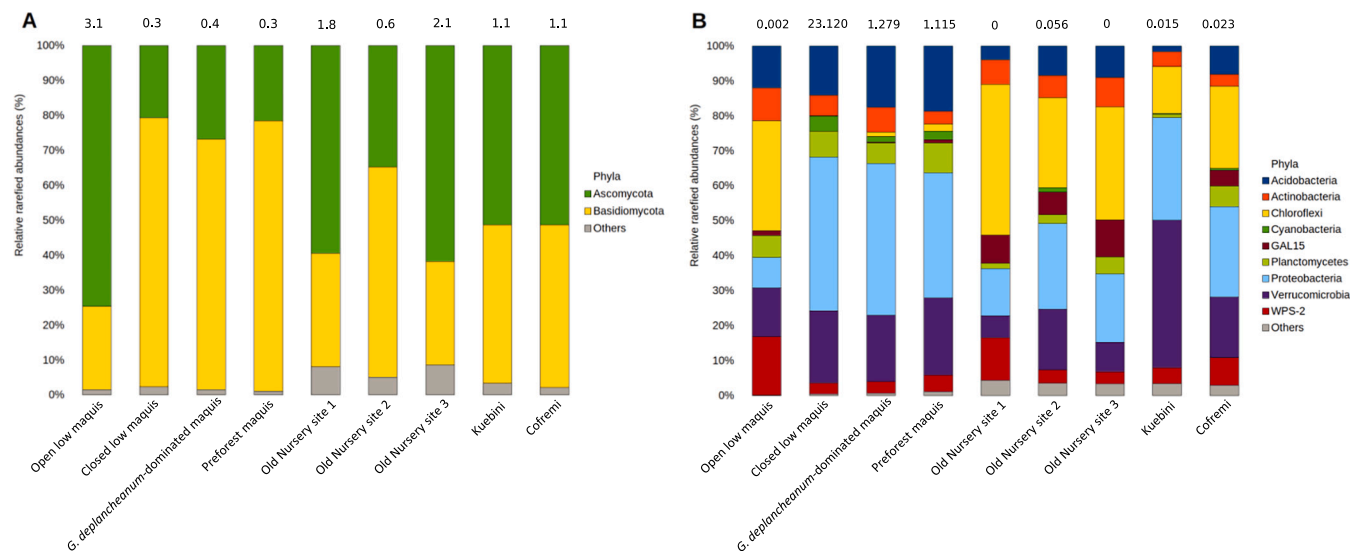 A
3.1 0.3 0.4 0.3 1.8 0.6 2.1 1.1 1.1
Relative rarefied abundances (%)
100%
90%
80%
70%
60%
50%
40%
30%
20%
10%
0%
Open low maquis
Closed low maquis
G. deplancheanum-dominated maquis
Preforest maquis
Old Nursery site 1
Old Nursery site 2
Old Nursery site 3
Kuebini
Cofremi
Phyla
Ascomycota
Basidiomycota
Others
B
0.002 23.120 1.279 1.115 0 0.056 0 0.015 0.023
Relative rarefied abundances (%)
100%
90%
80%
70%
60%
50%
40%
30%
20%
10%
0%
Open low maquis
Closed low maquis
G. deplancheanum-dominated maquis
Preforest maquis
Old Nursery site 1
Old Nursery site 2
Old Nursery site 3
Kuebini
Cofremi
Phyla
Acidobacteria
Actinobacteria
Chloroflexi
Cyanobacteria
GAL15
Planctomycetes
Proteobacteria
Verrucomicrobia
WPS-2
Others